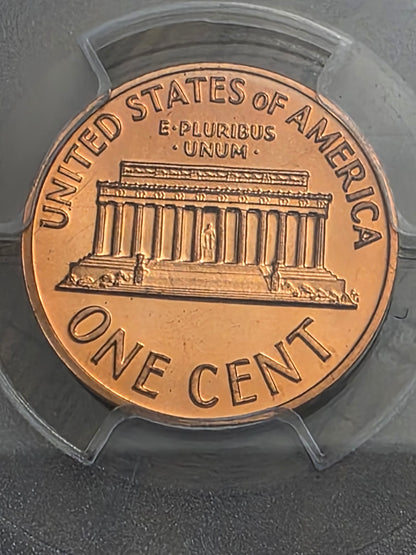 UNITED STATES OF AMERICA
E·PLURIBUS
·UNUM·
ONE CENT